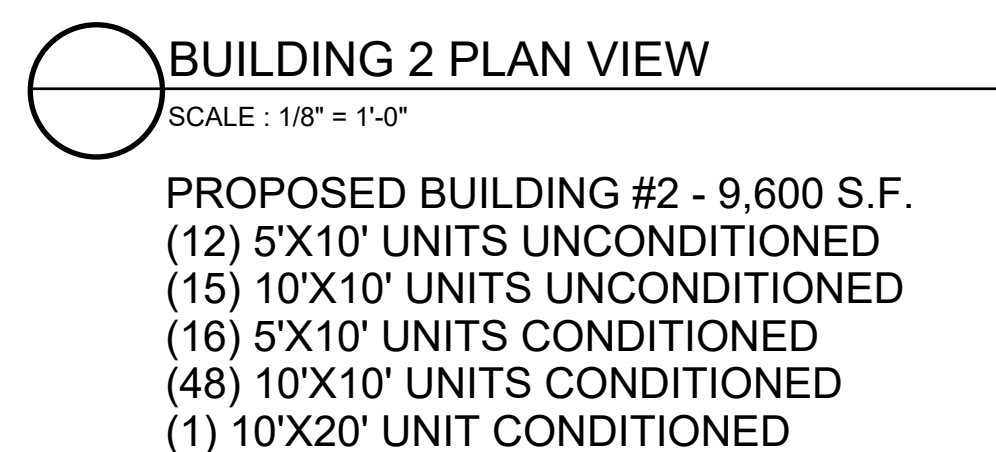 BUILDING 2 PLAN VIEW
SCALE : 1/8" = 1'-0"
PROPOSED BUILDING #2 - 9,600 S.F.
(12) 5'X10' UNITS UNCONDITIONED
(15) 10'X10' UNITS UNCONDITIONED
(16) 5'X10' UNITS CONDITIONED
(48) 10'X10' UNITS CONDITIONED
(1) 10'X20' UNIT CONDITIONED